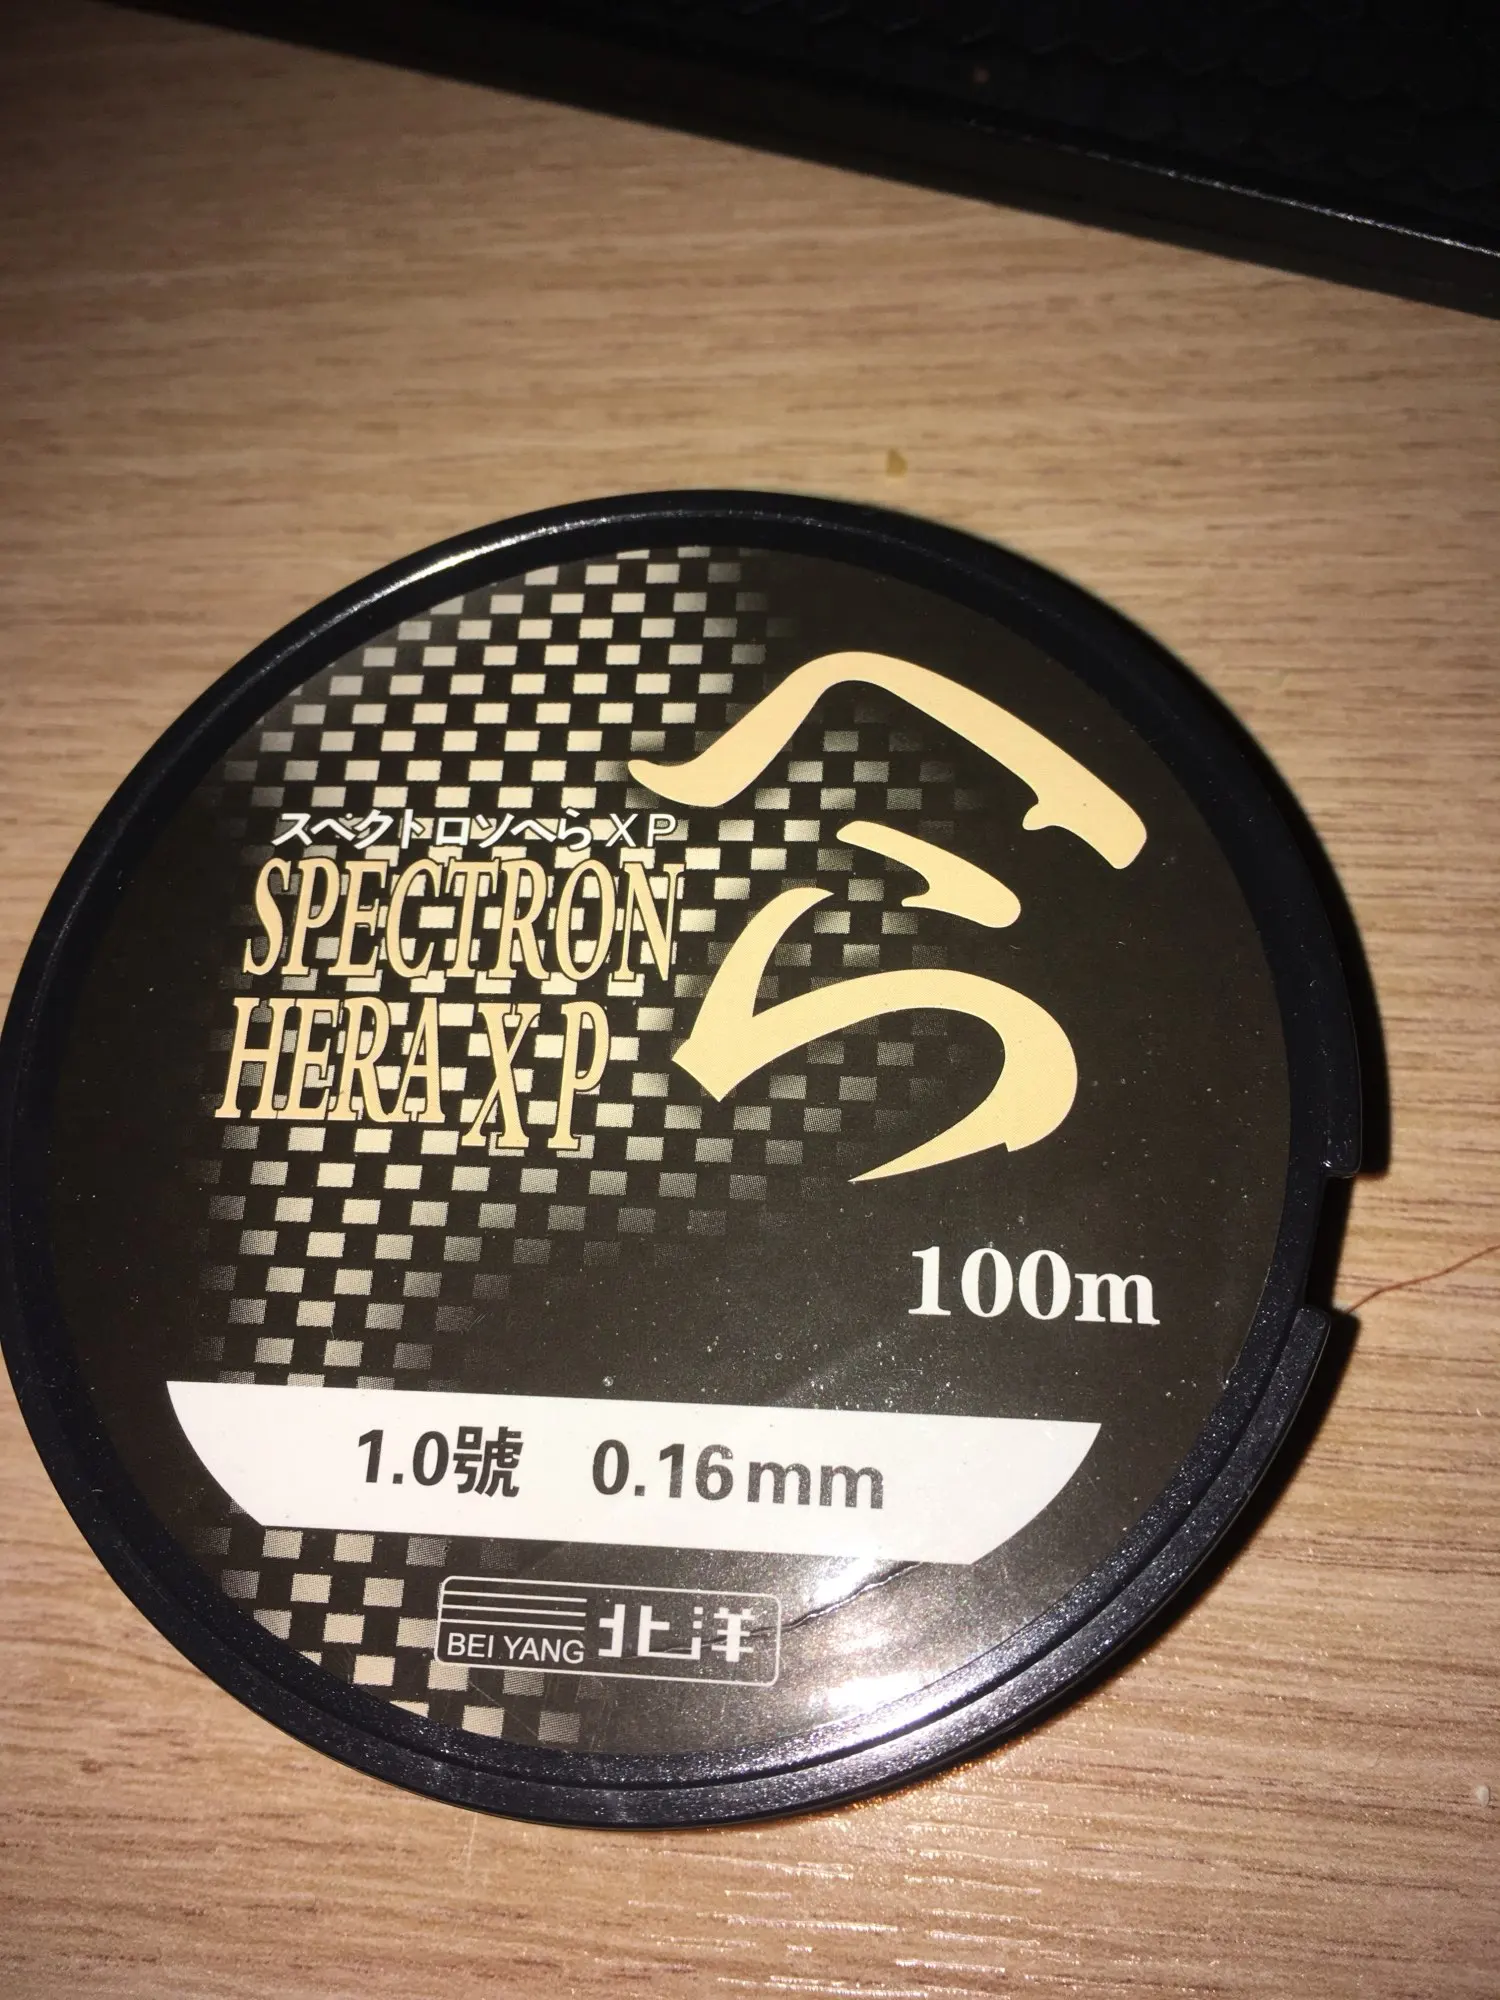 へら
スペクトロソへらXP
SPECTRON
HERA XP
100m
1.0號 0.16mm
BEI YANG 北洋